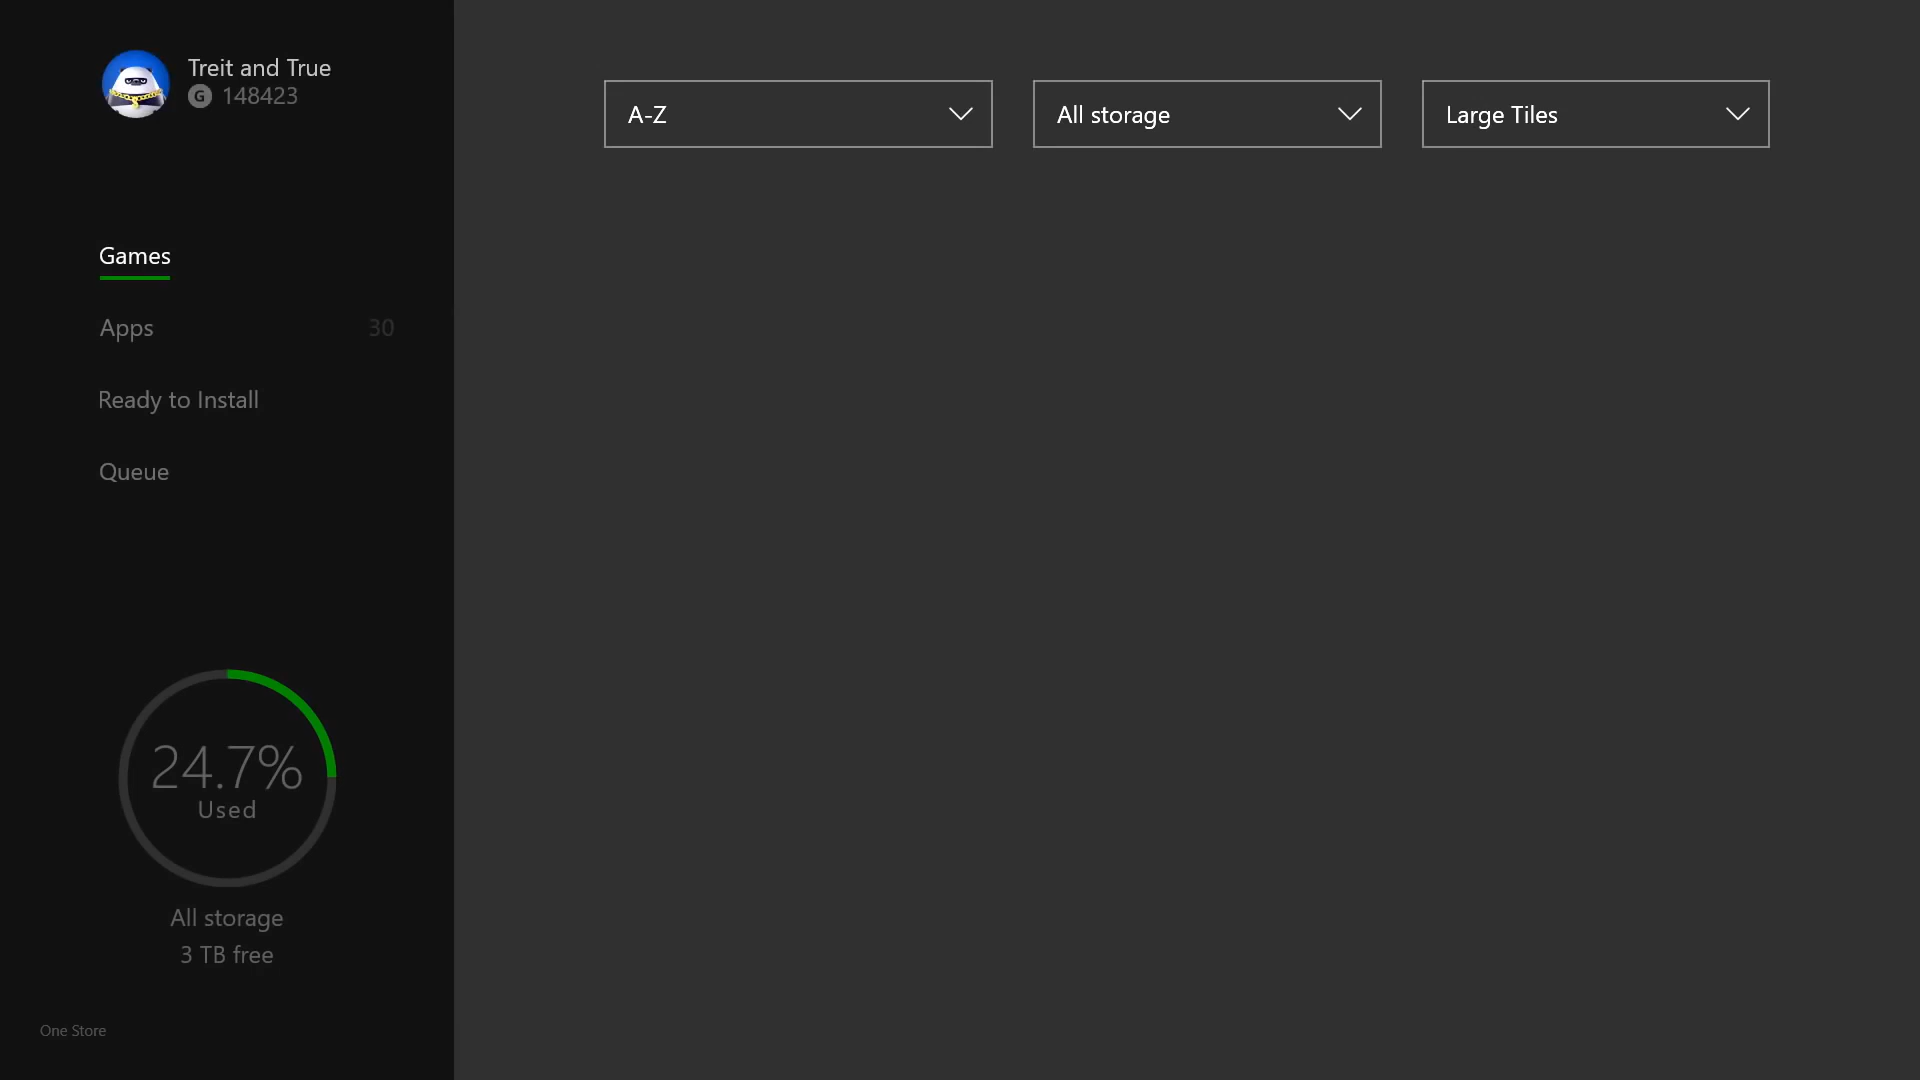 Treit and True
G 148423
Games
Apps 30
Ready to Install
Queue
24.7%
Used
All storage
3 TB free
One Store
A-Z
All storage
Large Tiles